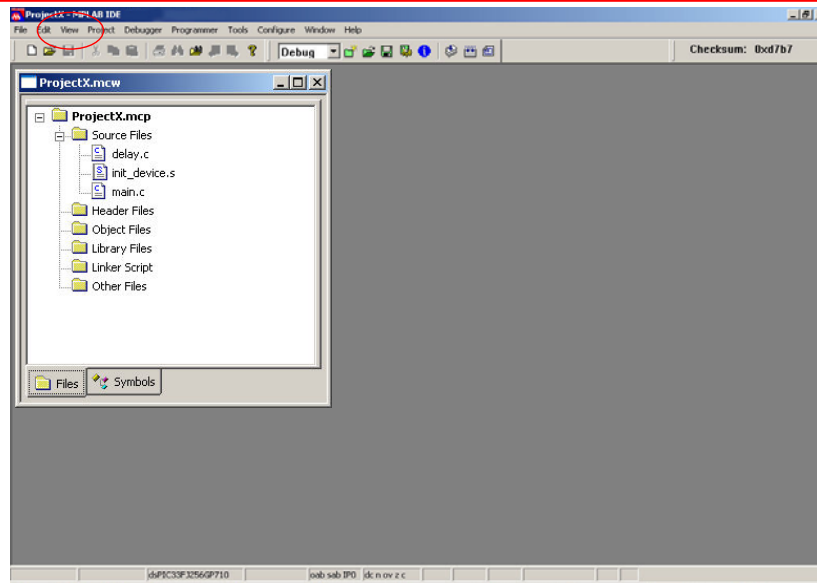 ProjectX - MPLAB IDE
File Edit View Project Debugger Programmer Tools Configure Window Help
Debug
Checksum: 0xd7b7
ProjectX.mcw
ProjectX.mcp
Source Files
delay.c
init_device.s
main.c
Header Files
Object Files
Library Files
Linker Script
Other Files
Files Symbols
dsPIC33FJ256GP710 oab sab IP0 dc n ov z c